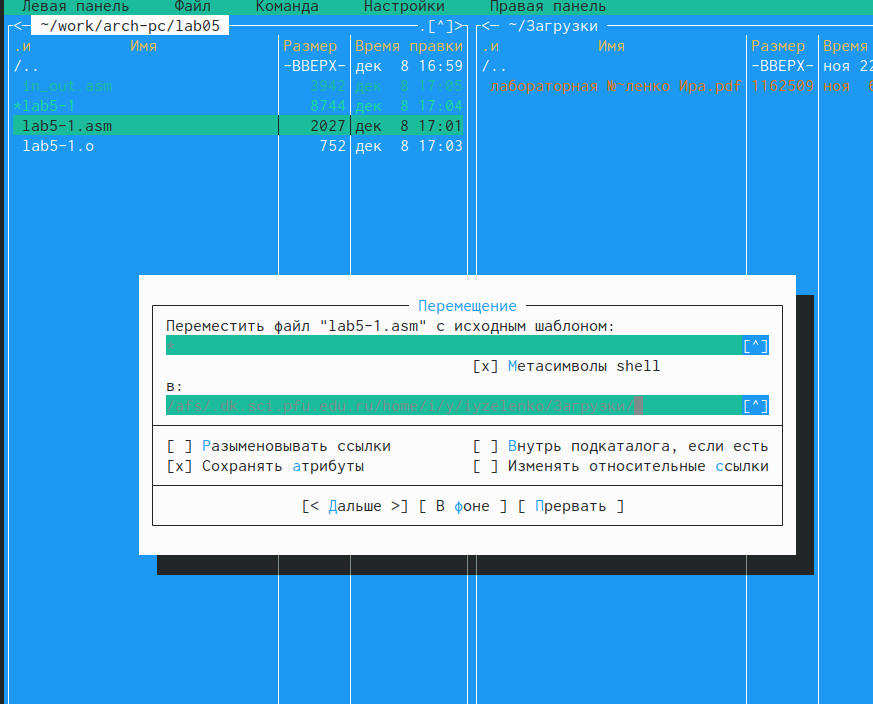 Левая панель Файл Команда Настройки Правая панель
<─ ~/work/arch-pc/lab05 .[^]> <─ ~/Загрузки
.и Имя Размер Время правки .и Имя Размер Время
/.. -ВВЕРХ- дек 8 16:59 /.. -ВВЕРХ- ноя 22
in_out.asm 3942 дек 8 17:05 лабораторная №~ленко Ира.pdf 1162509 ноя 6
*lab5-1 8744 дек 8 17:04
lab5-1.asm 2027 дек 8 17:01
lab5-1.o 752 дек 8 17:03
Перемещение
Переместить файл "lab5-1.asm" с исходным шаблоном:
* [^]
[x] Метасимволы shell
в:
/afs/.dk.sci.pfu.edu.ru/home/i/y/iyzelenko/Загрузки/ [^]
[ ] Разыменовывать ссылки [ ] Внутрь подкаталога, если есть
[x] Сохранять атрибуты [ ] Изменять относительные ссылки
[< Дальше >] [ В фоне ] [ Прервать ]